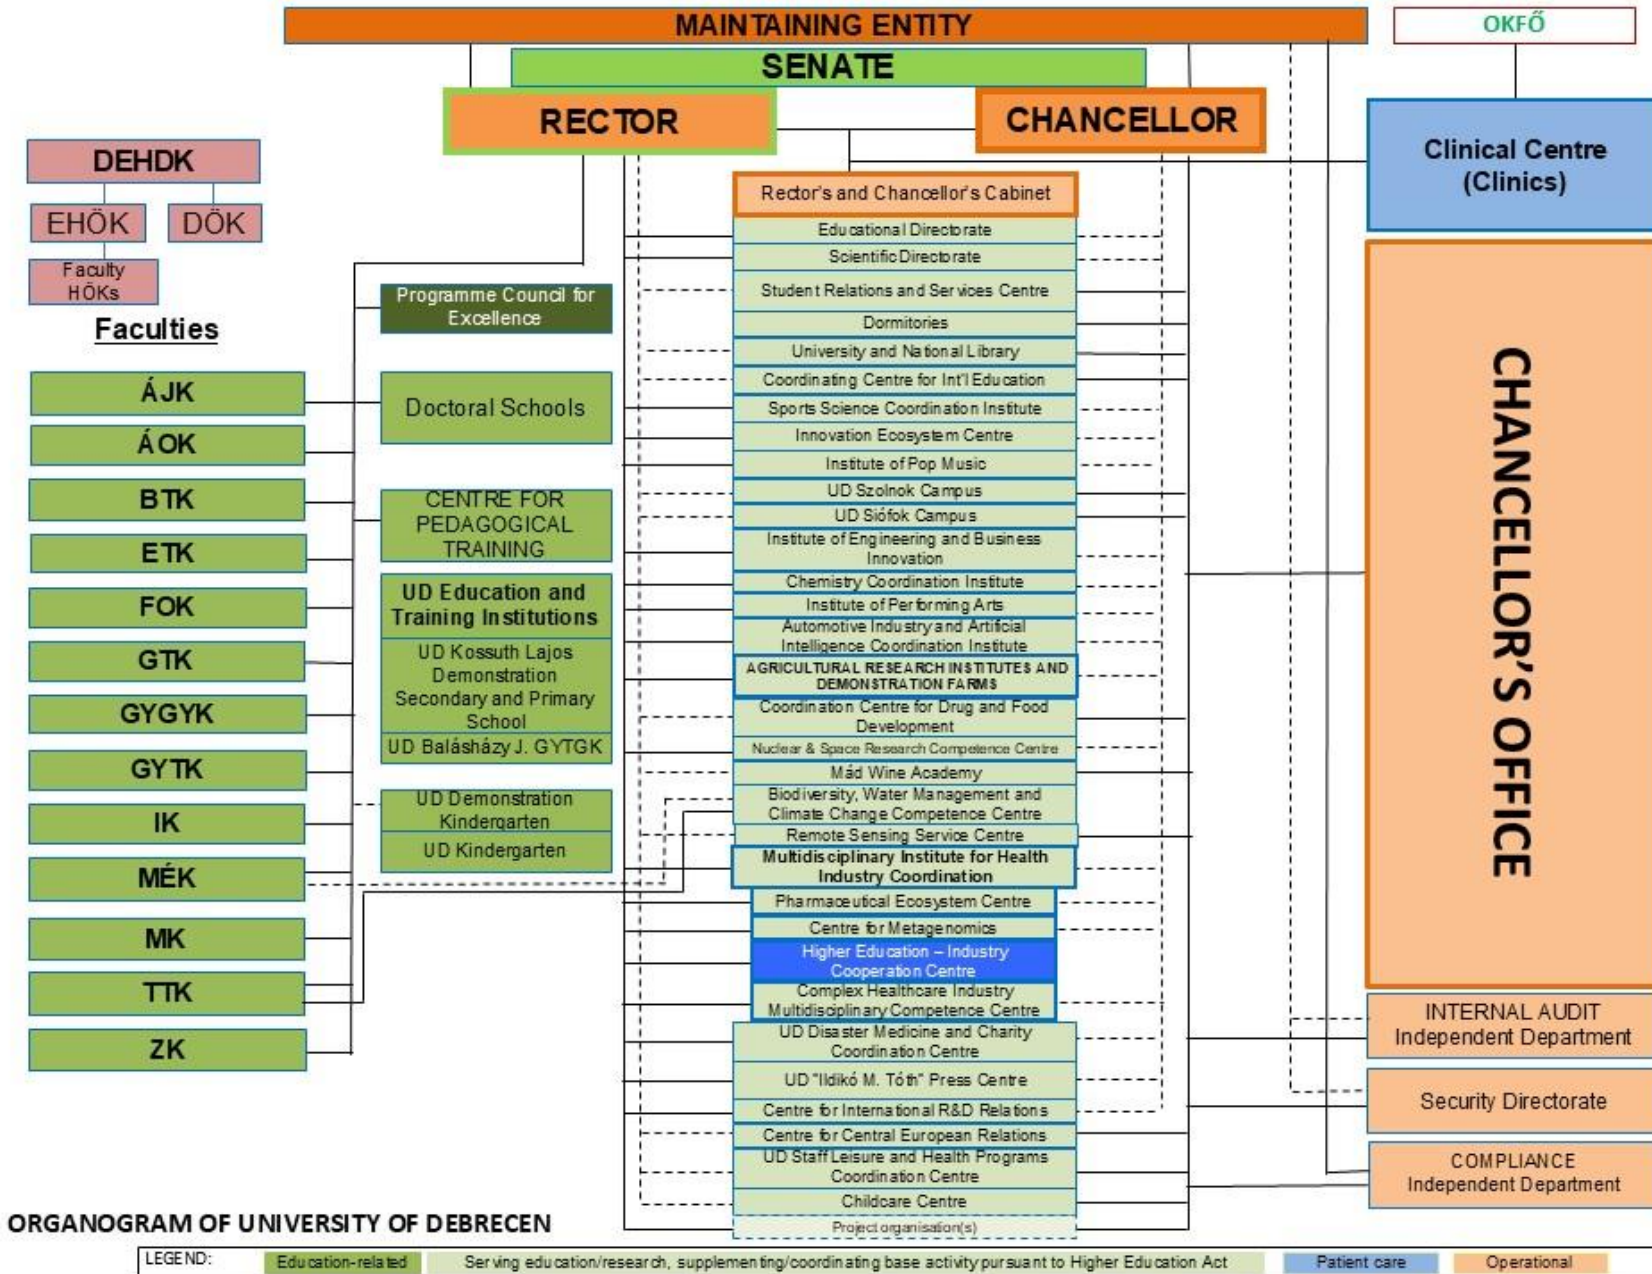 MAINTAINING ENTITY
OKFŐ
SENATE
RECTOR
CHANCELLOR
Clinical Centre
(Clinics)
DEHDK
EHÖK
DÖK
Faculty
HÖKs
Faculties
ÁJK
ÁOK
BTK
ETK
FOK
GTK
GYGYK
GYTK
IK
MÉK
MK
TTK
ZK
Programme Council for
Excellence
Doctoral Schools
CENTRE FOR
PEDAGOGICAL
TRAINING
UD Education and
Training Institutions
UD Kossuth Lajos
Demonstration
Secondary and Primary
School
UD Balásházy J. GYTGK
UD Demonstration
Kindergarten
UD Kindergarten
Rector's and Chancellor's Cabinet
Educational Directorate
Scientific Directorate
Student Relations and Services Centre
Dormitories
University and National Library
Coordinating Centre for Int'l Education
Sports Science Coordination Institute
Innovation Ecosystem Centre
Institute of Pop Music
UD Szolnok Campus
UD Siófok Campus
Institute of Engineering and Business
Innovation
Chemistry Coordination Institute
Institute of Performing Arts
Automotive Industry and Artificial
Intelligence Coordination Institute
AGRICULTURAL RESEARCH INSTITUTES AND
DEMONSTRATION FARMS
Coordination Centre for Drug and Food
Development
Nuclear & Space Research Competence Centre
Mád Wine Academy
Biodiversity, Water Management and
Climate Change Competence Centre
Remote Sensing Service Centre
Multidisciplinary Institute for Health
Industry Coordination
Pharmaceutical Ecosystem Centre
Centre for Metagenomics
Higher Education – Industry
Cooperation Centre
Complex Healthcare Industry
Multidisciplinary Competence Centre
UD Disaster Medicine and Charity
Coordination Centre
UD "Ildikó M. Tóth" Press Centre
Centre for International R&D Relations
Centre for Central European Relations
UD Staff Leisure and Health Programs
Coordination Centre
Childcare Centre
Project organisation(s)
CHANCELLOR'S OFFICE
INTERNAL AUDIT
Independent Department
Security Directorate
COMPLIANCE
Independent Department
ORGANOGRAM OF UNIVERSITY OF DEBRECEN
LEGEND:
Education-related
Serving education/research, supplementing/coordinating base activity pursuant to Higher Education Act
Patient care
Operational